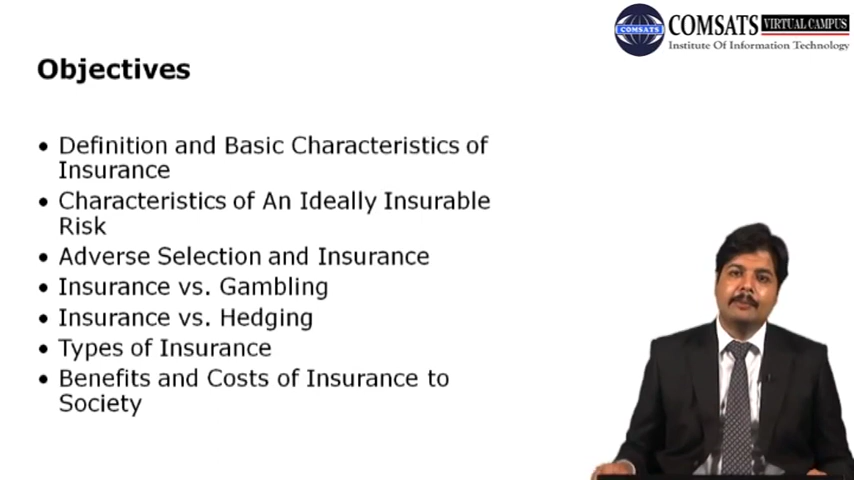 COMSATS VIRTUAL CAMPUS
COMSATS
Institute Of Information Technology
Objectives
• Definition and Basic Characteristics of
Insurance
• Characteristics of An Ideally Insurable
Risk
• Adverse Selection and Insurance
• Insurance vs. Gambling
• Insurance vs. Hedging
• Types of Insurance
• Benefits and Costs of Insurance to
Society